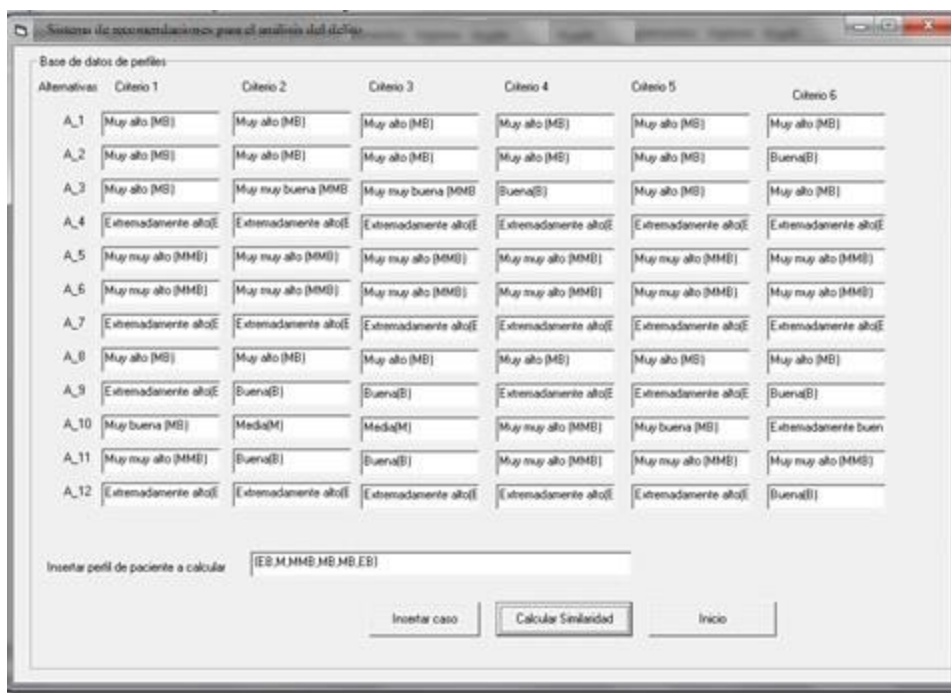 Sistema de recomendaciones para el análisis del delito
Base de datos de perfiles
Alternativas Criterio 1 Criterio 2 Criterio 3 Criterio 4 Criterio 5 Criterio 6
A_1 Muy alto (MB) Muy alto (MB) Muy alto (MB) Muy alto (MB) Muy alto (MB) Muy alto (MB)
A_2 Muy alto (MB) Muy alto (MB) Muy alto (MB) Muy alto (MB) Muy alto (MB) Buena(B)
A_3 Muy alto (MB) Muy muy buena (MMB Muy muy buena (MMB Buena(B) Muy alto (MB) Muy alto (MB)
A_4 Extremadamente alto(E Extremadamente alto(E Extremadamente alto(E Extremadamente alto(E Extremadamente alto(E Extremadamente alto(E
A_5 Muy muy alto (MMB) Muy muy alto (MMB) Muy muy alto (MMB) Muy muy alto (MMB) Muy muy alto (MMB) Muy muy alto (MMB)
A_6 Muy muy alto (MMB) Muy muy alto (MMB) Muy muy alto (MMB) Muy muy alto (MMB) Muy muy alto (MMB) Muy muy alto (MMB)
A_7 Extremadamente alto(E Extremadamente alto(E Extremadamente alto(E Extremadamente alto(E Extremadamente alto(E Extremadamente alto(E
A_8 Muy alto (MB) Muy alto (MB) Muy alto (MB) Muy alto (MB) Muy alto (MB) Muy alto (MB)
A_9 Extremadamente alto(E Buena(B) Buena(B) Extremadamente alto(E Extremadamente alto(E Buena(B)
A_10 Muy buena (MB) Media(M) Media(M) Muy muy alto (MMB) Muy buena (MB) Extremadamente buen
A_11 Muy muy alto (MMB) Buena(B) Buena(B) Muy muy alto (MMB) Muy muy alto (MMB) Muy muy alto (MMB)
A_12 Extremadamente alto(E Extremadamente alto(E Extremadamente alto(E Extremadamente alto(E Extremadamente alto(E Buena(B)
Insertar perfil de paciente a calcular (EB,M,MMB,MB,MB,EB)
Insertar caso Calcular Similaridad Inicio